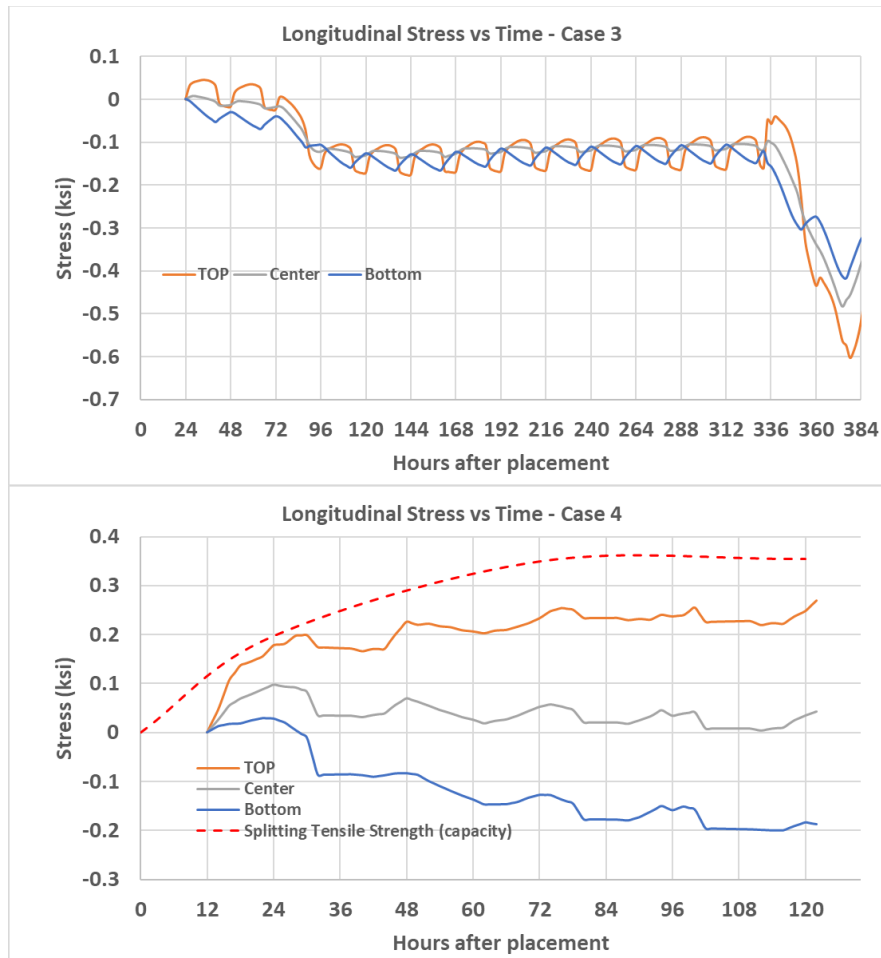 Longitudinal Stress vs Time - Case 3
0.1
0
-0.1
-0.2
-0.3
-0.4
-0.5
-0.6
-0.7
Stress (ksi)
TOP Center Bottom
0 24 48 72 96 120 144 168 192 216 240 264 288 312 336 360 384
Hours after placement
Longitudinal Stress vs Time - Case 4
0.4
0.3
0.2
0.1
0
-0.1
-0.2
-0.3
Stress (ksi)
TOP
Center
Bottom
Splitting Tensile Strength (capacity)
0 12 24 36 48 60 72 84 96 108 120
Hours after placement